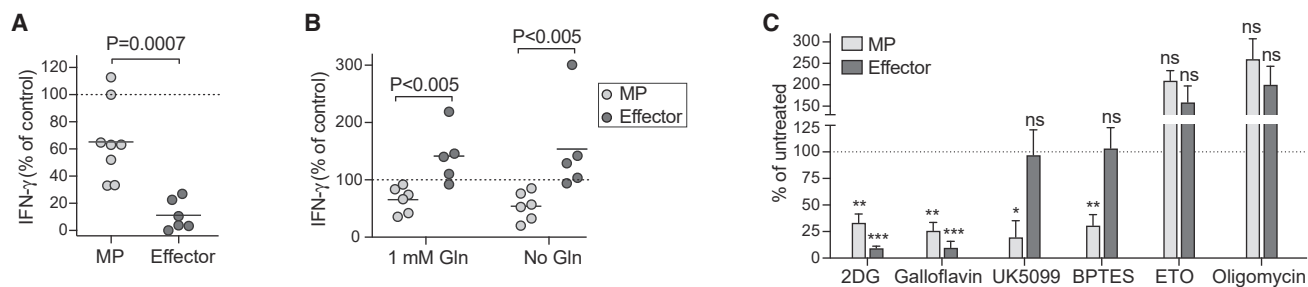 A
P=0.0007
IFN-γ (% of control)
120
100
80
60
40
20
0
MP
Effector
B
P<0.005
P<0.005
IFN-γ (% of control)
300
200
100
0
MP
Effector
1 mM Gln
No Gln
C
MP
Effector
% of untreated
300
250
200
150
100
75
50
25
0
**
***
**
***
*
ns
**
ns
ns
ns
ns
ns
2DG
Galloflavin
UK5099
BPTES
ETO
Oligomycin